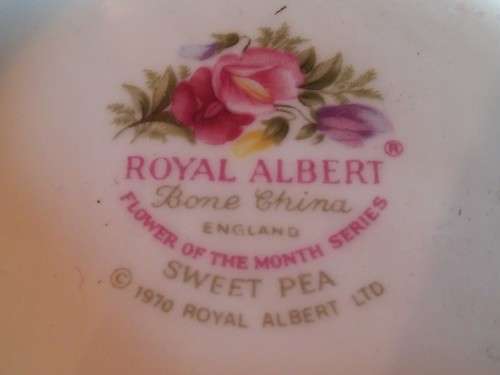 ROYAL ALBERT ®
Bone China
ENGLAND
FLOWER OF THE MONTH SERIES
SWEET PEA
© 1970 ROYAL ALBERT LTD